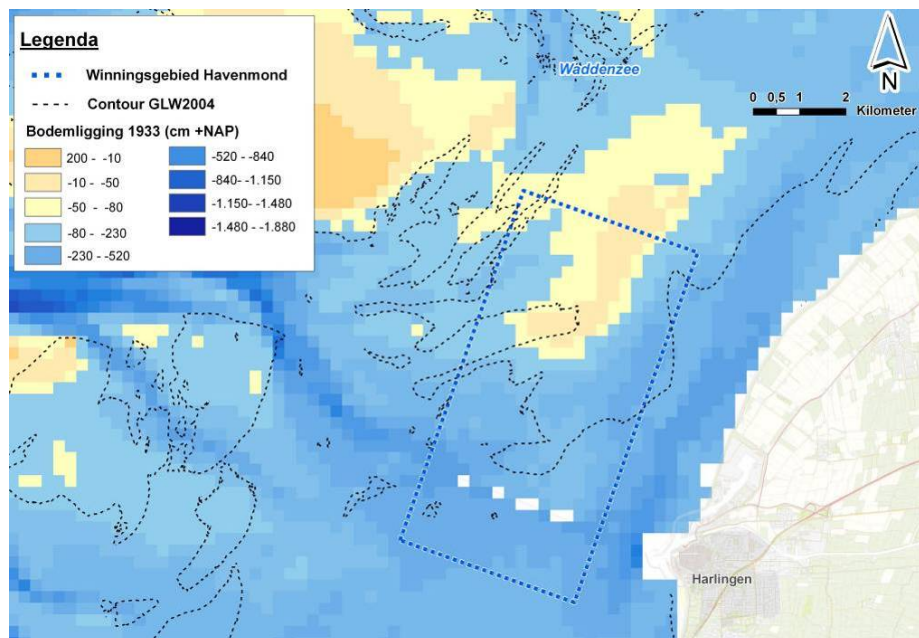 Legenda
Winningsgebied Havenmond
Contour GLW2004
Bodemligging 1933 (cm +NAP)
200 - -10
-10 - -50
-50 - -80
-80 - -230
-230 - -520
-520 - -840
-840- -1.150
-1.150- -1.480
-1.480 - -1.880
Waddenzee
N
0 0,5 1 2
Kilometer
Harlingen